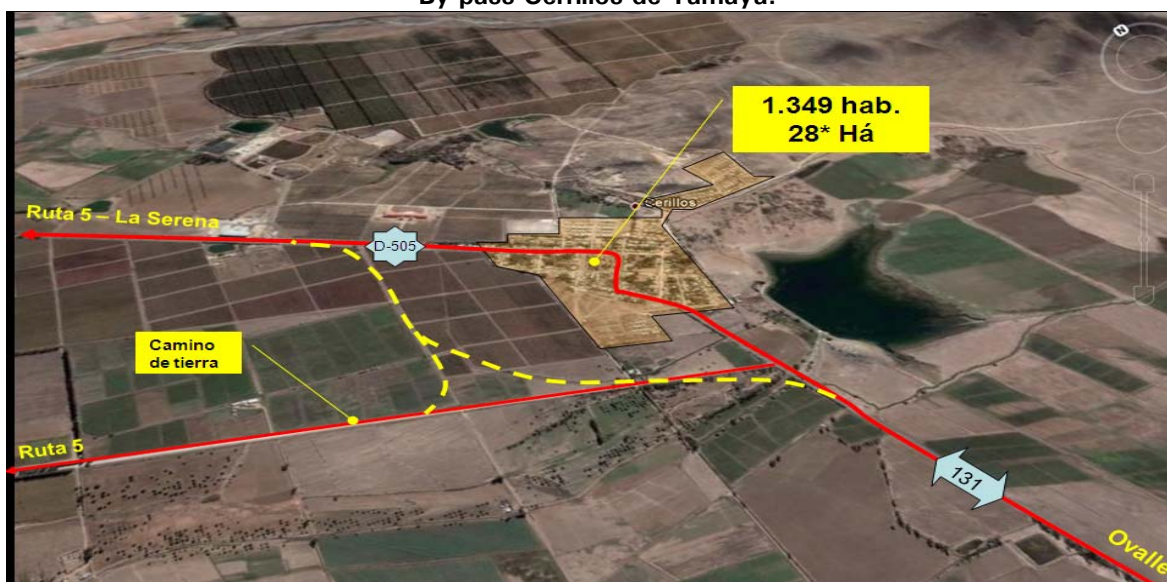 By pass Cerrillos de Tamaya.
1.349 hab.
28* Há
Cerillos
Ruta 5 – La Serena
D-505
Camino
de tierra
Ruta 5
131
Ovalle
N